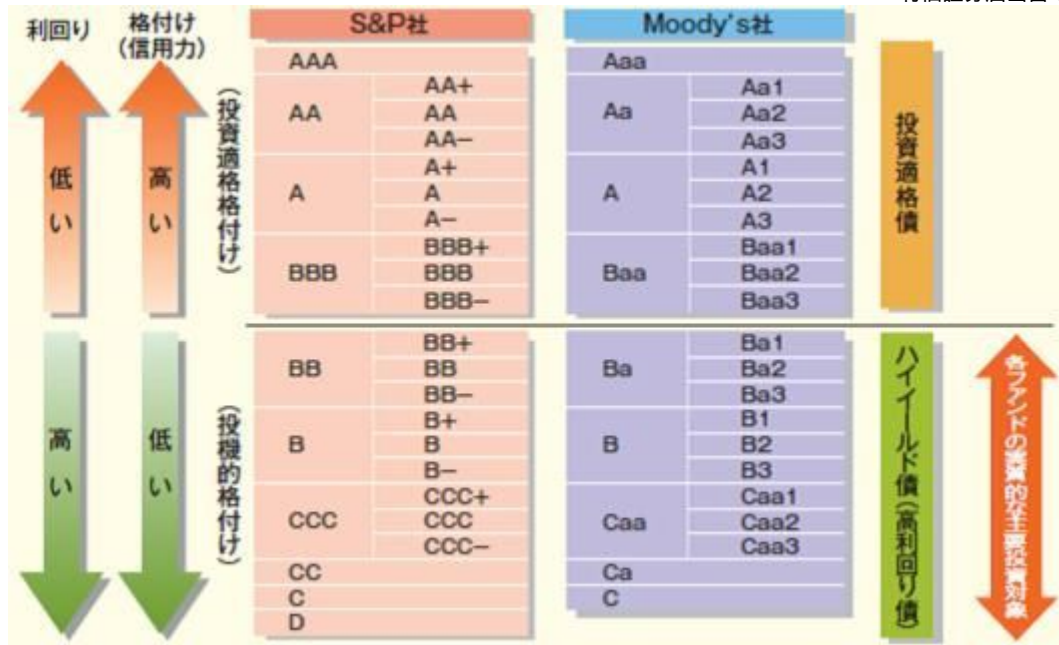 利回り
格付け
(信用力)
S&P社
Moody's社
低い
高い
(投資適格格付け)
AAA
AA
AA+
AA
AA−
A
A+
A
A−
BBB
BBB+
BBB
BBB−
Aaa
Aa
Aa1
Aa2
Aa3
A
A1
A2
A3
Baa
Baa1
Baa2
Baa3
投資適格債
高い
低い
(投機的格付け)
BB
BB+
BB
BB−
B
B+
B
B−
CCC
CCC+
CCC
CCC−
CC
C
D
Ba
Ba1
Ba2
Ba3
B
B1
B2
B3
Caa
Caa1
Caa2
Caa3
Ca
C
ハイイールド債(高利回り債)
各ファンドの実質的な主要投資対象